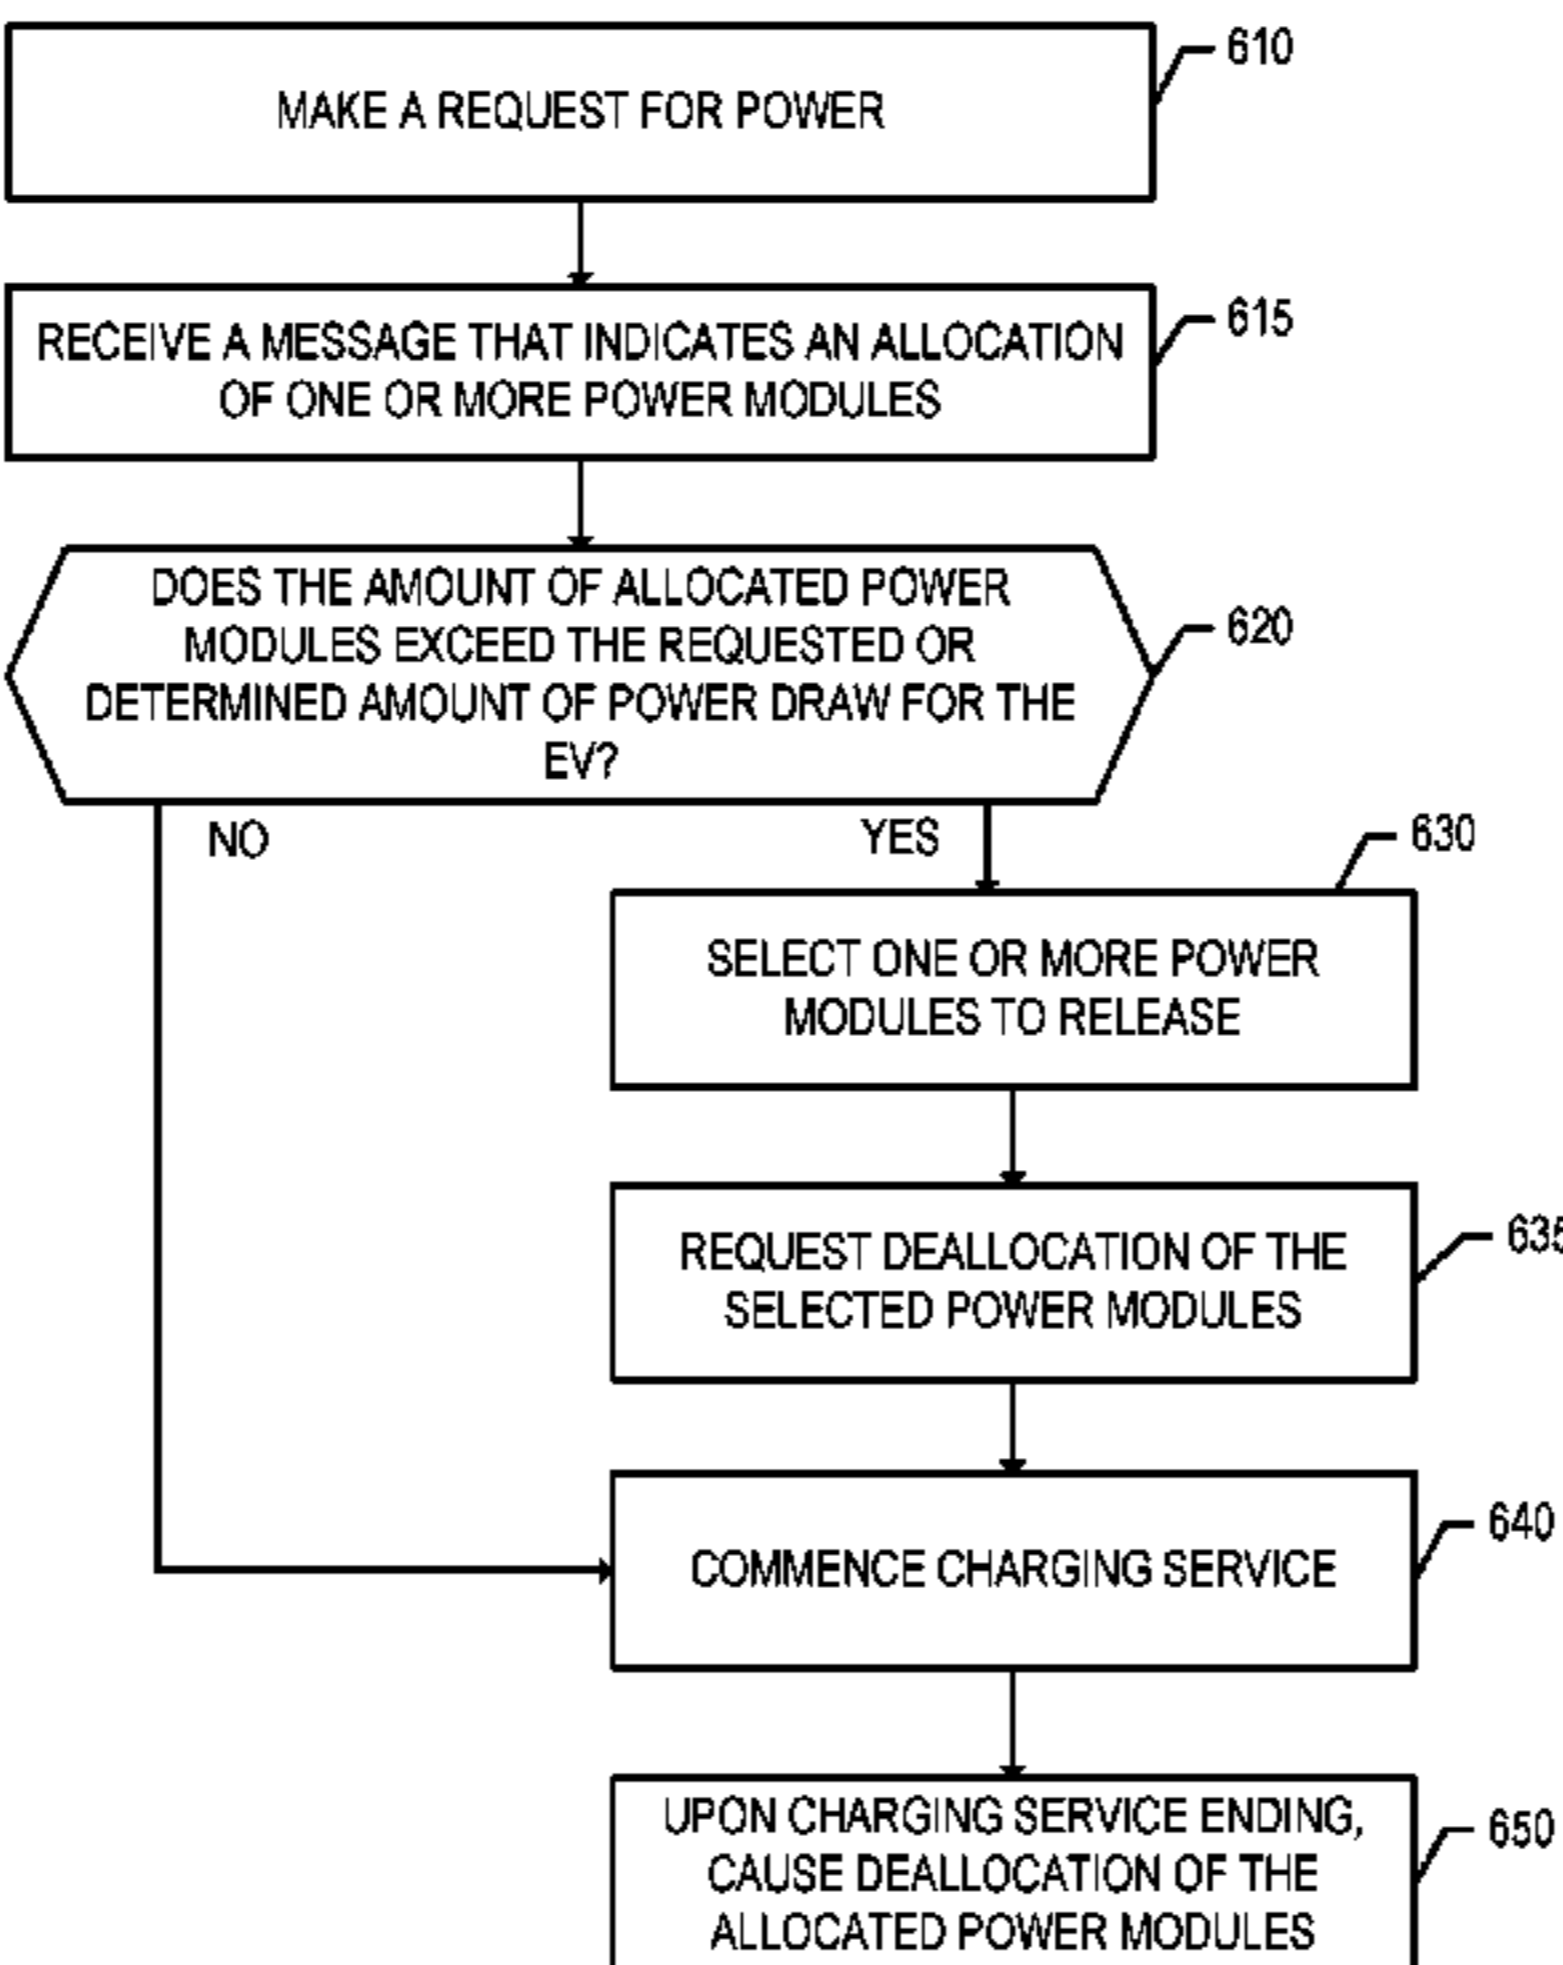 610
MAKE A REQUEST FOR POWER
615
RECEIVE A MESSAGE THAT INDICATES AN ALLOCATION
OF ONE OR MORE POWER MODULES
DOES THE AMOUNT OF ALLOCATED POWER
MODULES EXCEED THE REQUESTED OR
DETERMINED AMOUNT OF POWER DRAW FOR THE
EV?
620
NO
YES
630
SELECT ONE OR MORE POWER
MODULES TO RELEASE
635
REQUEST DEALLOCATION OF THE
SELECTED POWER MODULES
640
COMMENCE CHARGING SERVICE
650
UPON CHARGING SERVICE ENDING,
CAUSE DEALLOCATION OF THE
ALLOCATED POWER MODULES